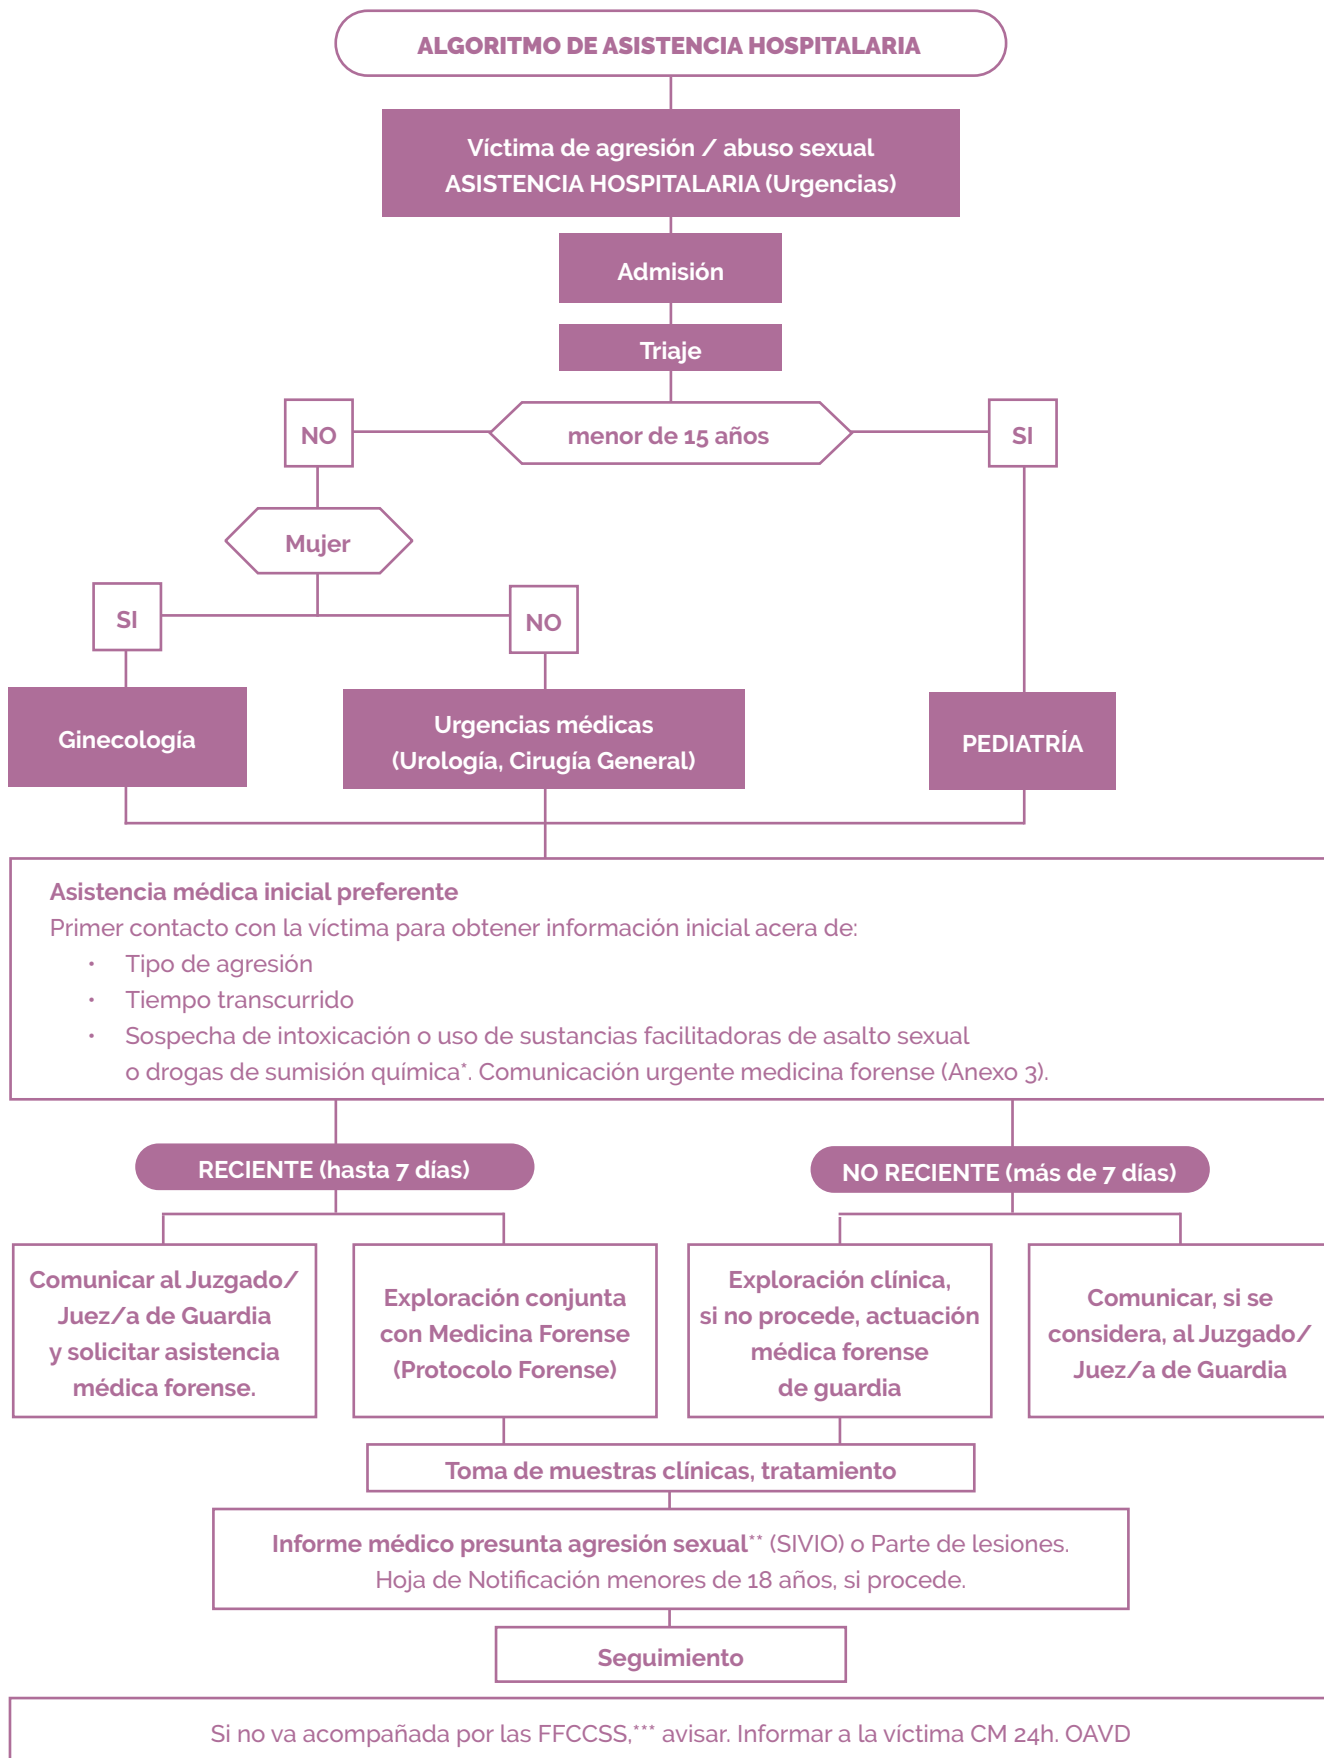 ALGORITMO DE ASISTENCIA HOSPITALARIA
Víctima de agresión / abuso sexual
ASISTENCIA HOSPITALARIA (Urgencias)
Admisión
Triaje
NO
menor de 15 años
SI
Mujer
SI
NO
Ginecología
Urgencias médicas
(Urología, Cirugía General)
PEDIATRÍA
Asistencia médica inicial preferente
Primer contacto con la víctima para obtener información inicial acera de:
• Tipo de agresión
• Tiempo transcurrido
• Sospecha de intoxicación o uso de sustancias facilitadoras de asalto sexual
o drogas de sumisión química*. Comunicación urgente medicina forense (Anexo 3).
RECIENTE (hasta 7 días)
NO RECIENTE (más de 7 días)
Comunicar al Juzgado/
Juez/a de Guardia
y solicitar asistencia
médica forense.
Exploración conjunta
con Medicina Forense
(Protocolo Forense)
Exploración clínica,
si no procede, actuación
médica forense
de guardia
Comunicar, si se
considera, al Juzgado/
Juez/a de Guardia
Toma de muestras clínicas, tratamiento
Informe médico presunta agresión sexual** (SIVIO) o Parte de lesiones.
Hoja de Notificación menores de 18 años, si procede.
Seguimiento
Si no va acompañada por las FFCCSS,*** avisar. Informar a la víctima CM 24h. OAVD